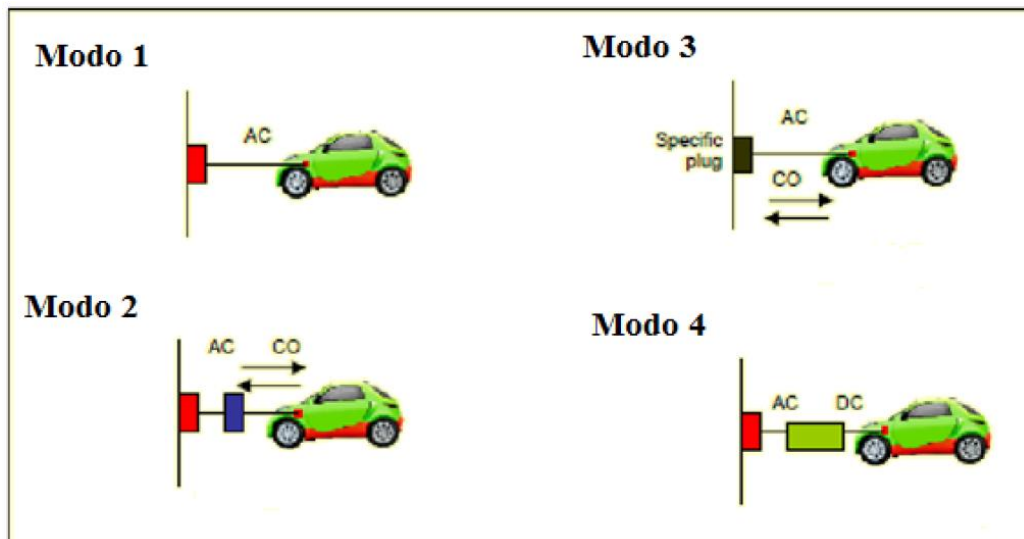 Modo 1
AC
Modo 3
AC
Specific
plug
CO
Modo 2
AC CO
Modo 4
AC DC